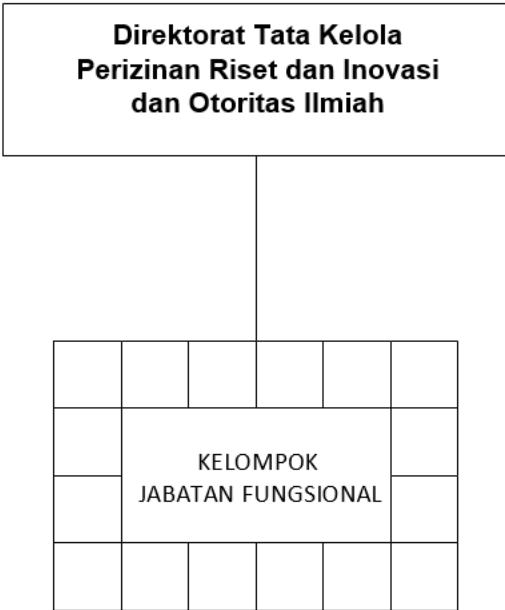 Direktorat Tata Kelola
Perizinan Riset dan Inovasi
dan Otoritas Ilmiah
KELOMPOK
JABATAN FUNGSIONAL